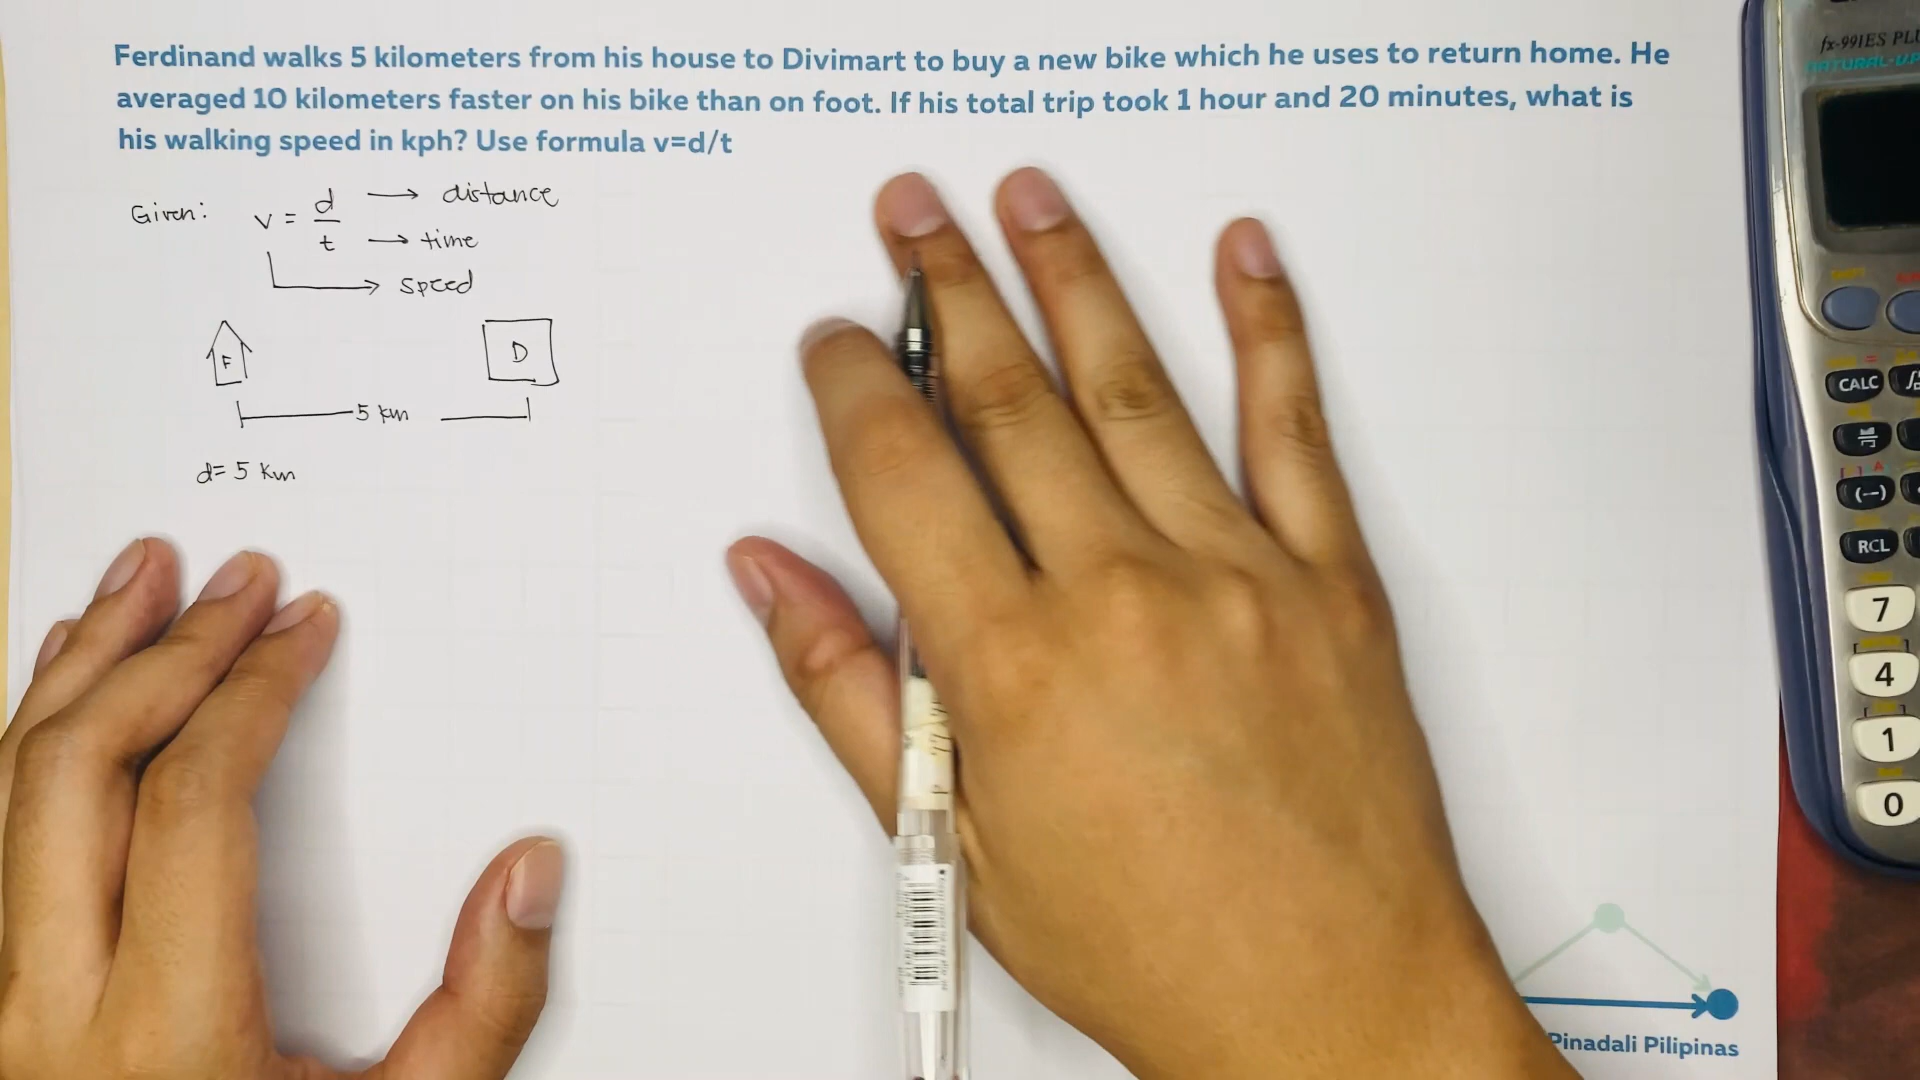 Ferdinand walks 5 kilometers from his house to Divimart to buy a new bike which he uses to return home. He
averaged 10 kilometers faster on his bike than on foot. If his total trip took 1 hour and 20 minutes, what is
his walking speed in kph? Use formula v=d/t
Given: v = d/t
→ distance
→ time
→ speed
F
D
5 km
d= 5 km
fx-991ES PLU
NATURAL-V.P
SHIFT
CALC
(−)
RCL
7
4
1
0
Pinadali Pilipinas